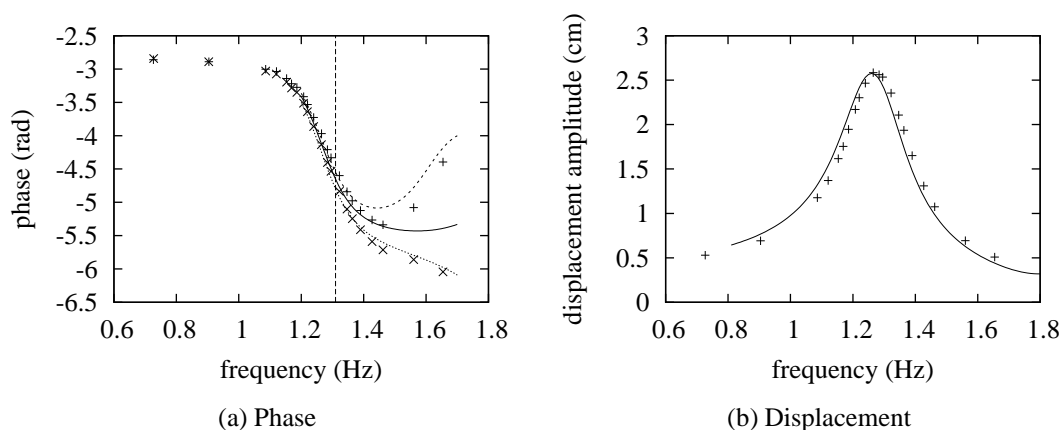 -2.5
-3
-3.5
-4
-4.5
-5
-5.5
-6
-6.5
phase (rad)
0.6 0.8 1 1.2 1.4 1.6 1.8
frequency (Hz)
(a) Phase
3
2.5
2
1.5
1
0.5
0
displacement amplitude (cm)
0.6 0.8 1 1.2 1.4 1.6 1.8
frequency (Hz)
(b) Displacement